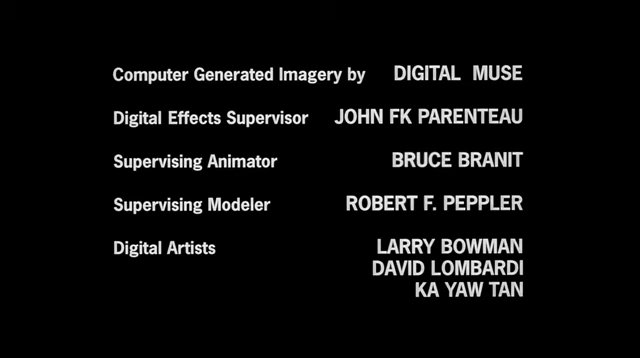 Computer Generated Imagery by DIGITAL MUSE
Digital Effects Supervisor JOHN FK PARENTEAU
Supervising Animator BRUCE BRANIT
Supervising Modeler ROBERT F. PEPPLER
Digital Artists LARRY BOWMAN
DAVID LOMBARDI
KA YAW TAN